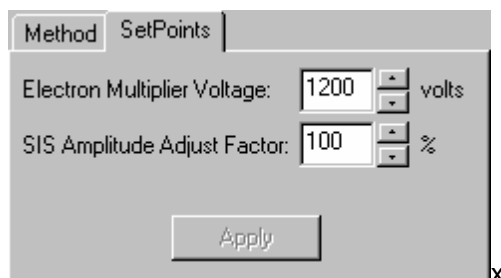 Method SetPoints
Electron Multiplier Voltage: 1200 volts
SIS Amplitude Adjust Factor: 100 %
Apply
x